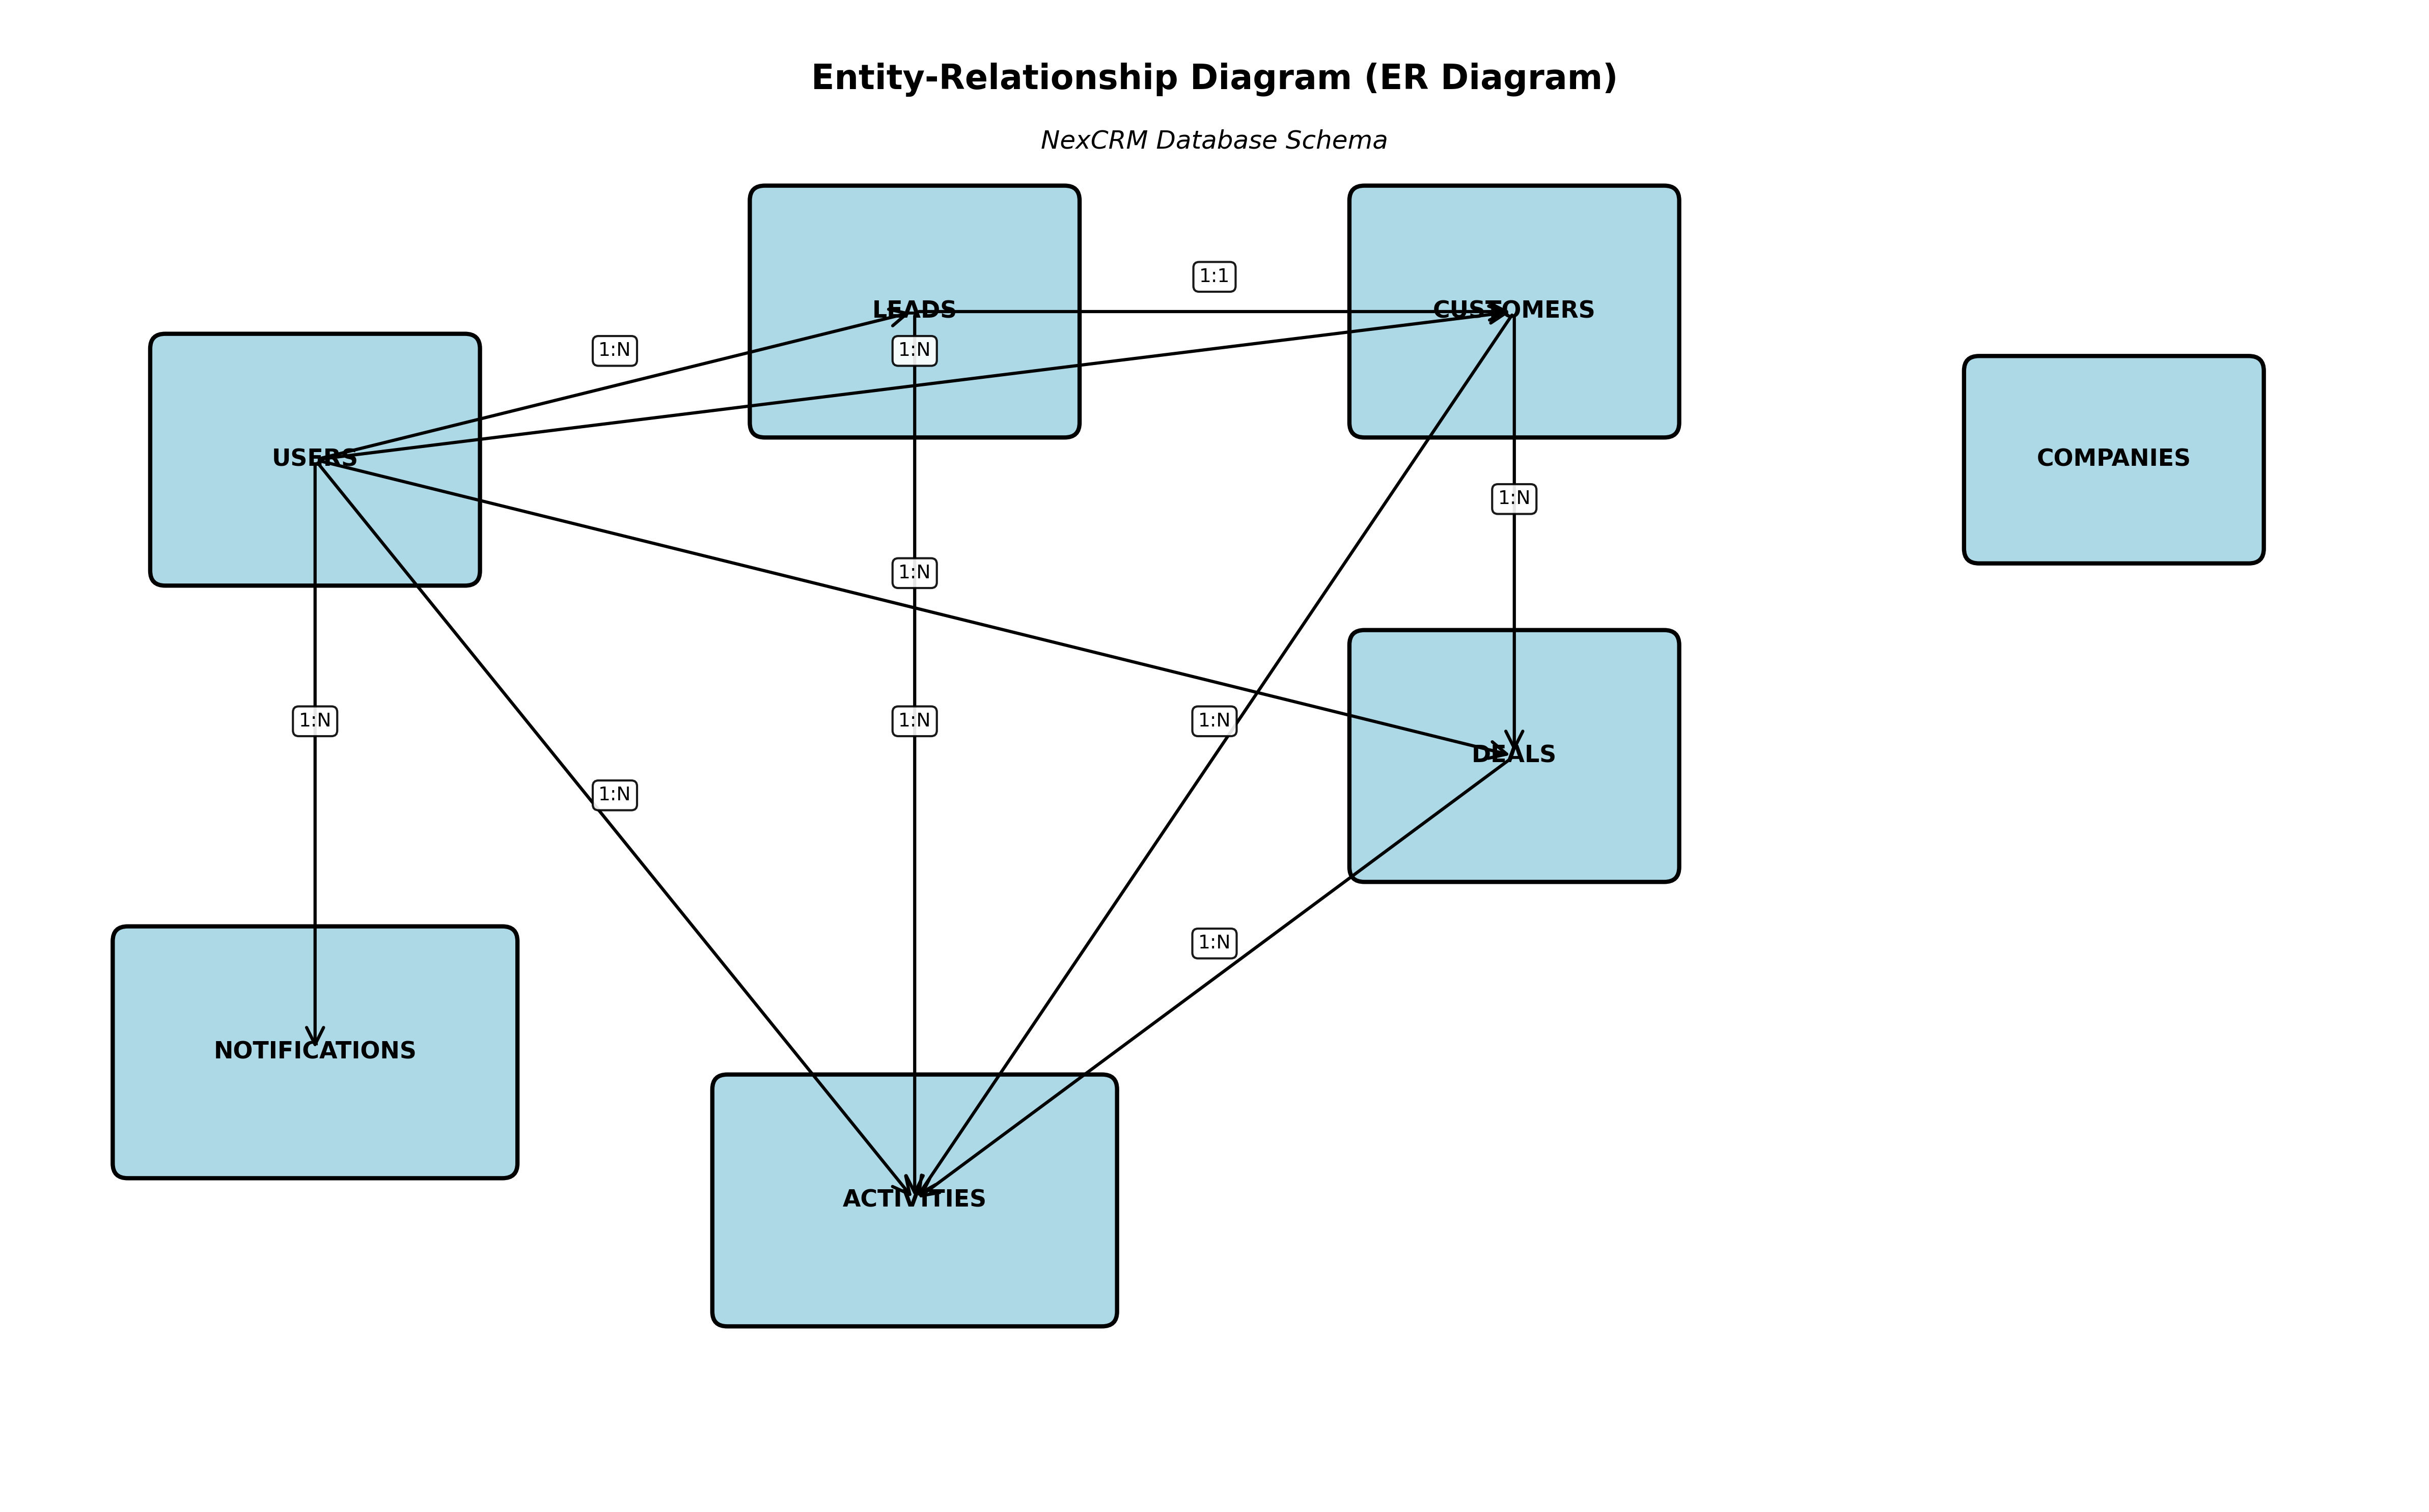 Entity-Relationship Diagram (ER Diagram)
NexCRM Database Schema
1:1
LEADS
CUSTOMERS
1:N
1:N
USERS
COMPANIES
1:N
1:N
1:N
1:N
1:N
DEALS
1:N
1:N
NOTIFICATIONS
ACTIVITIES